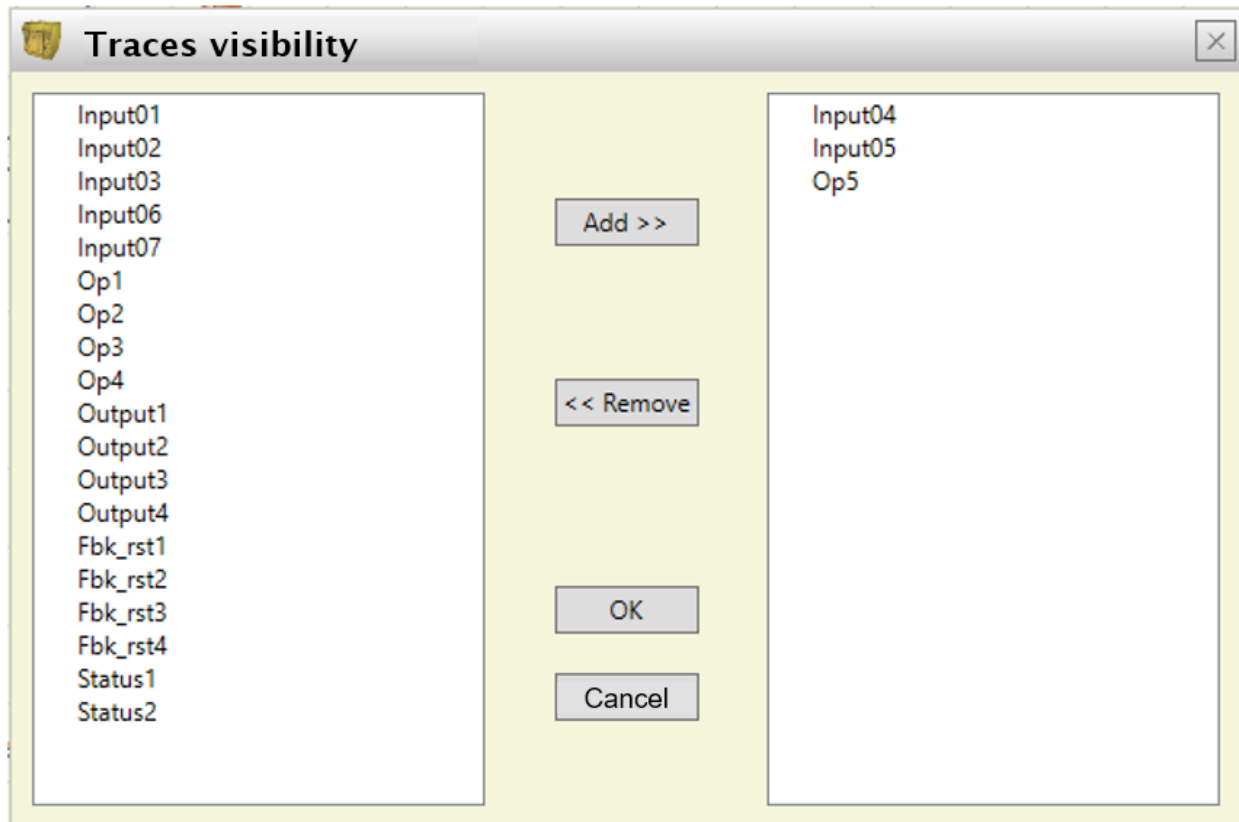 Traces visibility
Input01
Input02
Input03
Input06
Input07
Op1
Op2
Op3
Op4
Output1
Output2
Output3
Output4
Fbk_rst1
Fbk_rst2
Fbk_rst3
Fbk_rst4
Status1
Status2
Add >>
<< Remove
OK
Cancel
Input04
Input05
Op5